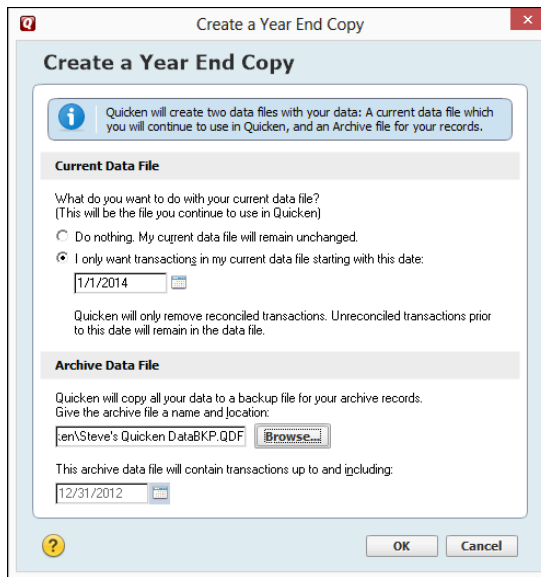 Create a Year End Copy
Create a Year End Copy
Quicken will create two data files with your data: A current data file which
you will continue to use in Quicken, and an Archive file for your records.
Current Data File
What do you want to do with your current data file?
(This will be the file you continue to use in Quicken)
Do nothing. My current data file will remain unchanged.
I only want transactions in my current data file starting with this date:
1/1/2014
Quicken will only remove reconciled transactions. Unreconciled transactions prior
to this date will remain in the data file.
Archive Data File
Quicken will copy all your data to a backup file for your archive records.
Give the archive file a name and location:
:en\Steve's Quicken DataBKP.QDF Browse...
This archive data file will contain transactions up to and including:
12/31/2012
? OK Cancel